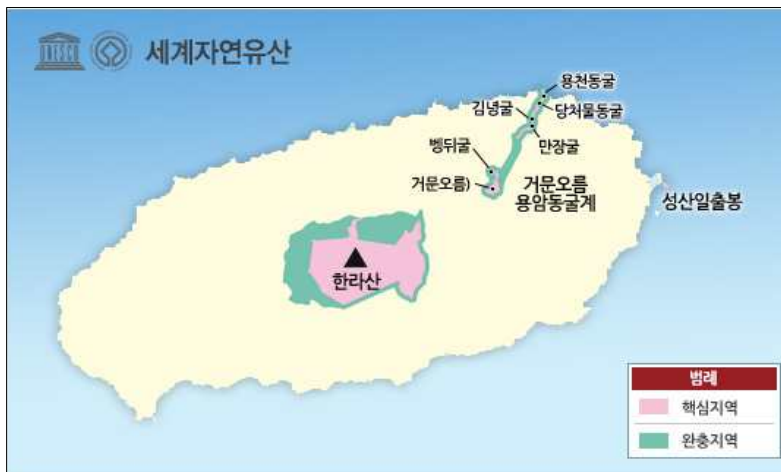 UNESCO
세계자연유산
용천동굴
김녕굴
당처물동굴
만장굴
벵뒤굴
거문오름)
거문오름
용암동굴계
성산일출봉
한라산
범례
핵심지역
완충지역